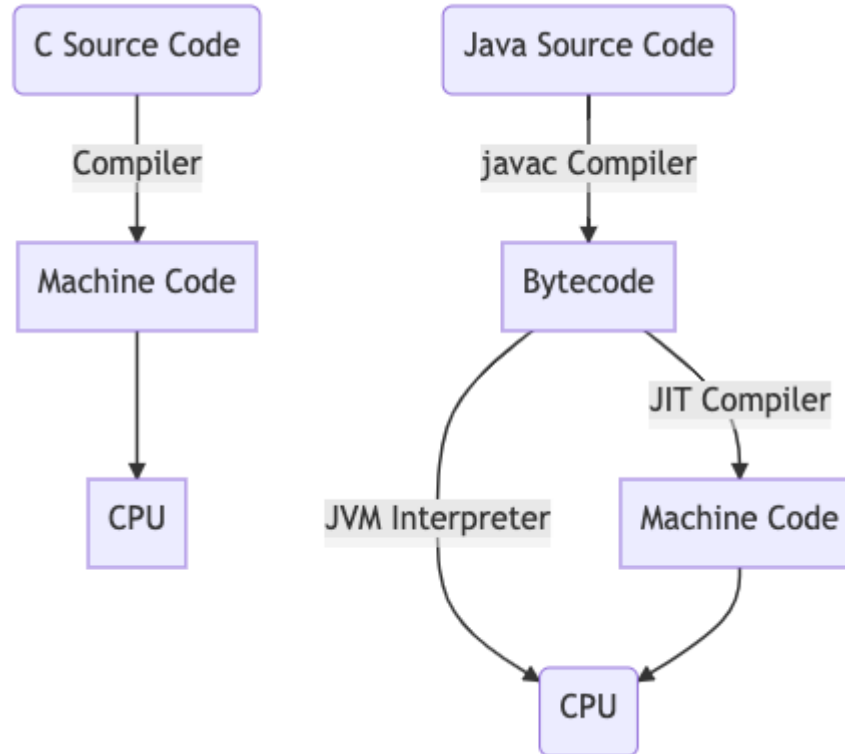 C Source Code
Java Source Code
Compiler
javac Compiler
Machine Code
Bytecode
JIT Compiler
CPU
JVM Interpreter
Machine Code
CPU